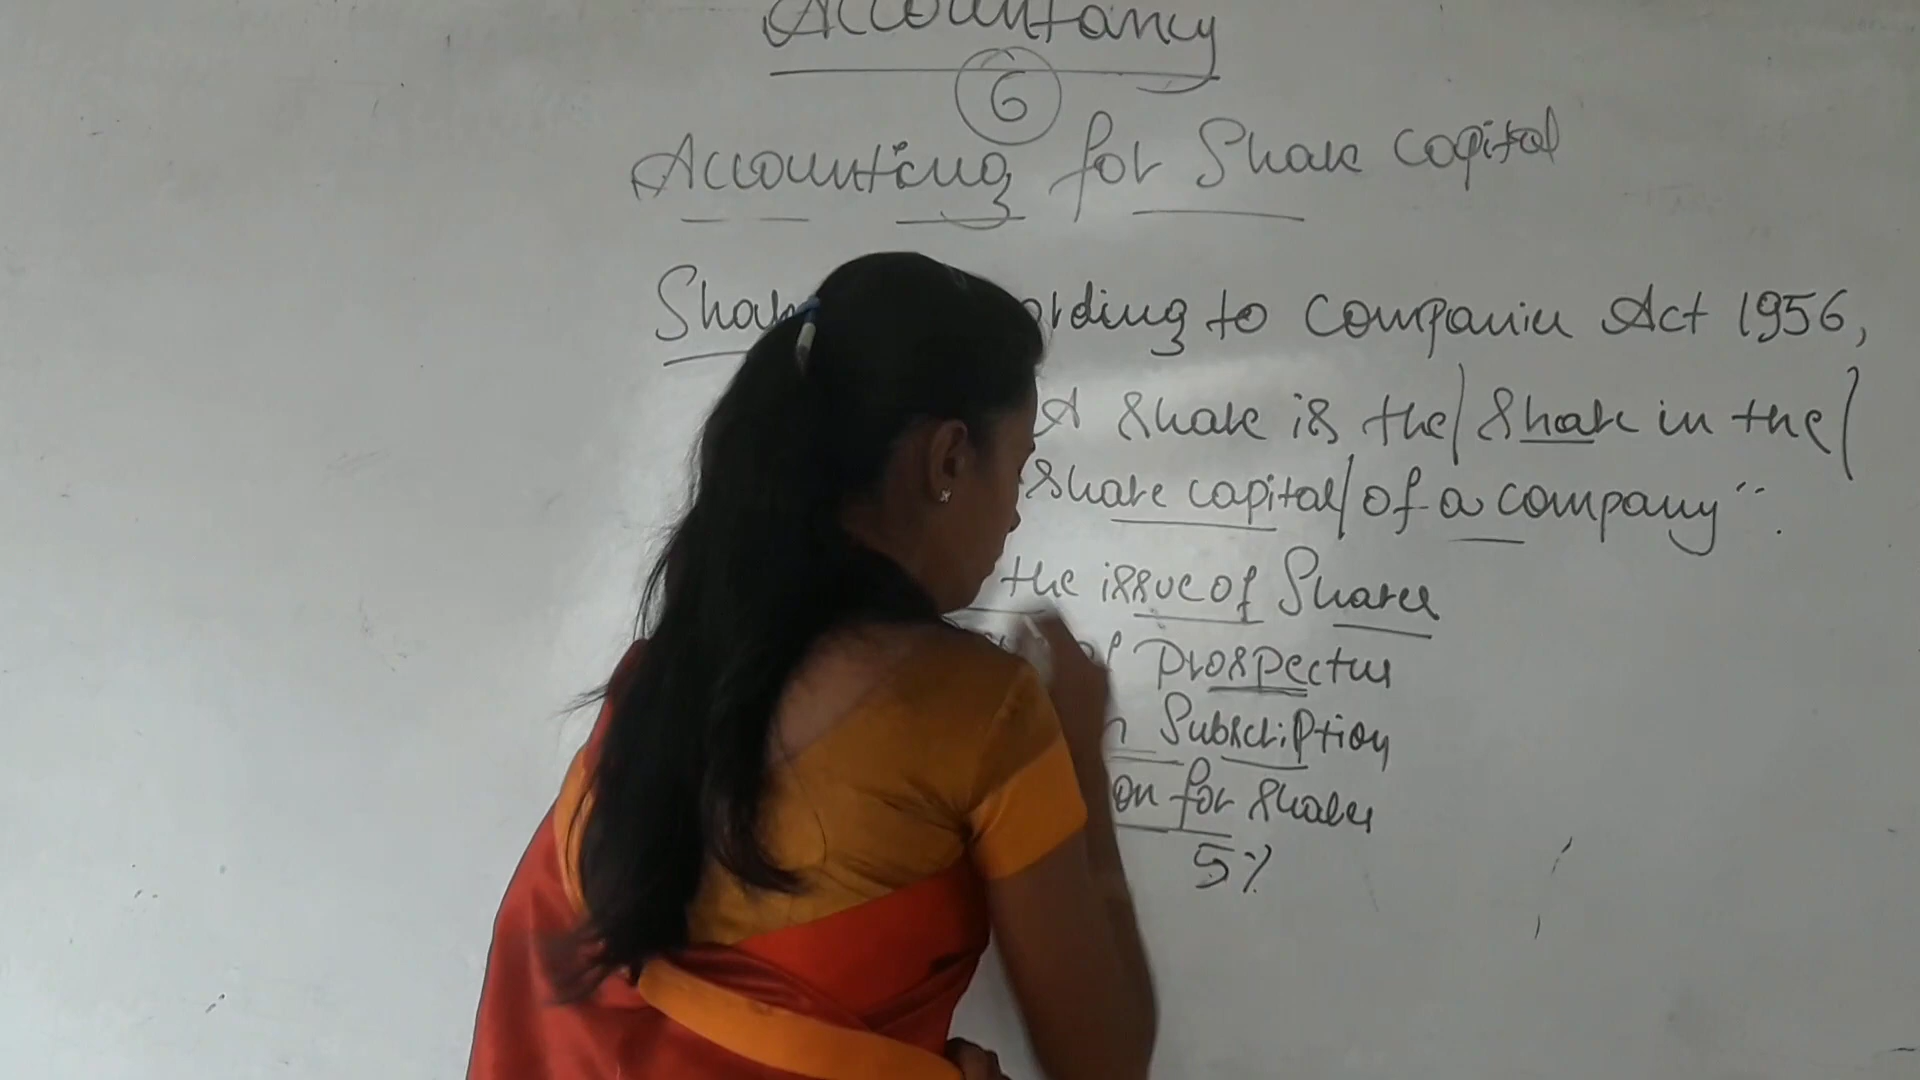 Accountancy
6
Accounting for Share capital
according to Companies Act 1956,
A share is the share in the
share capital of a company".
the issue of Shares
of Prospectus
Subscription
for shares
5%